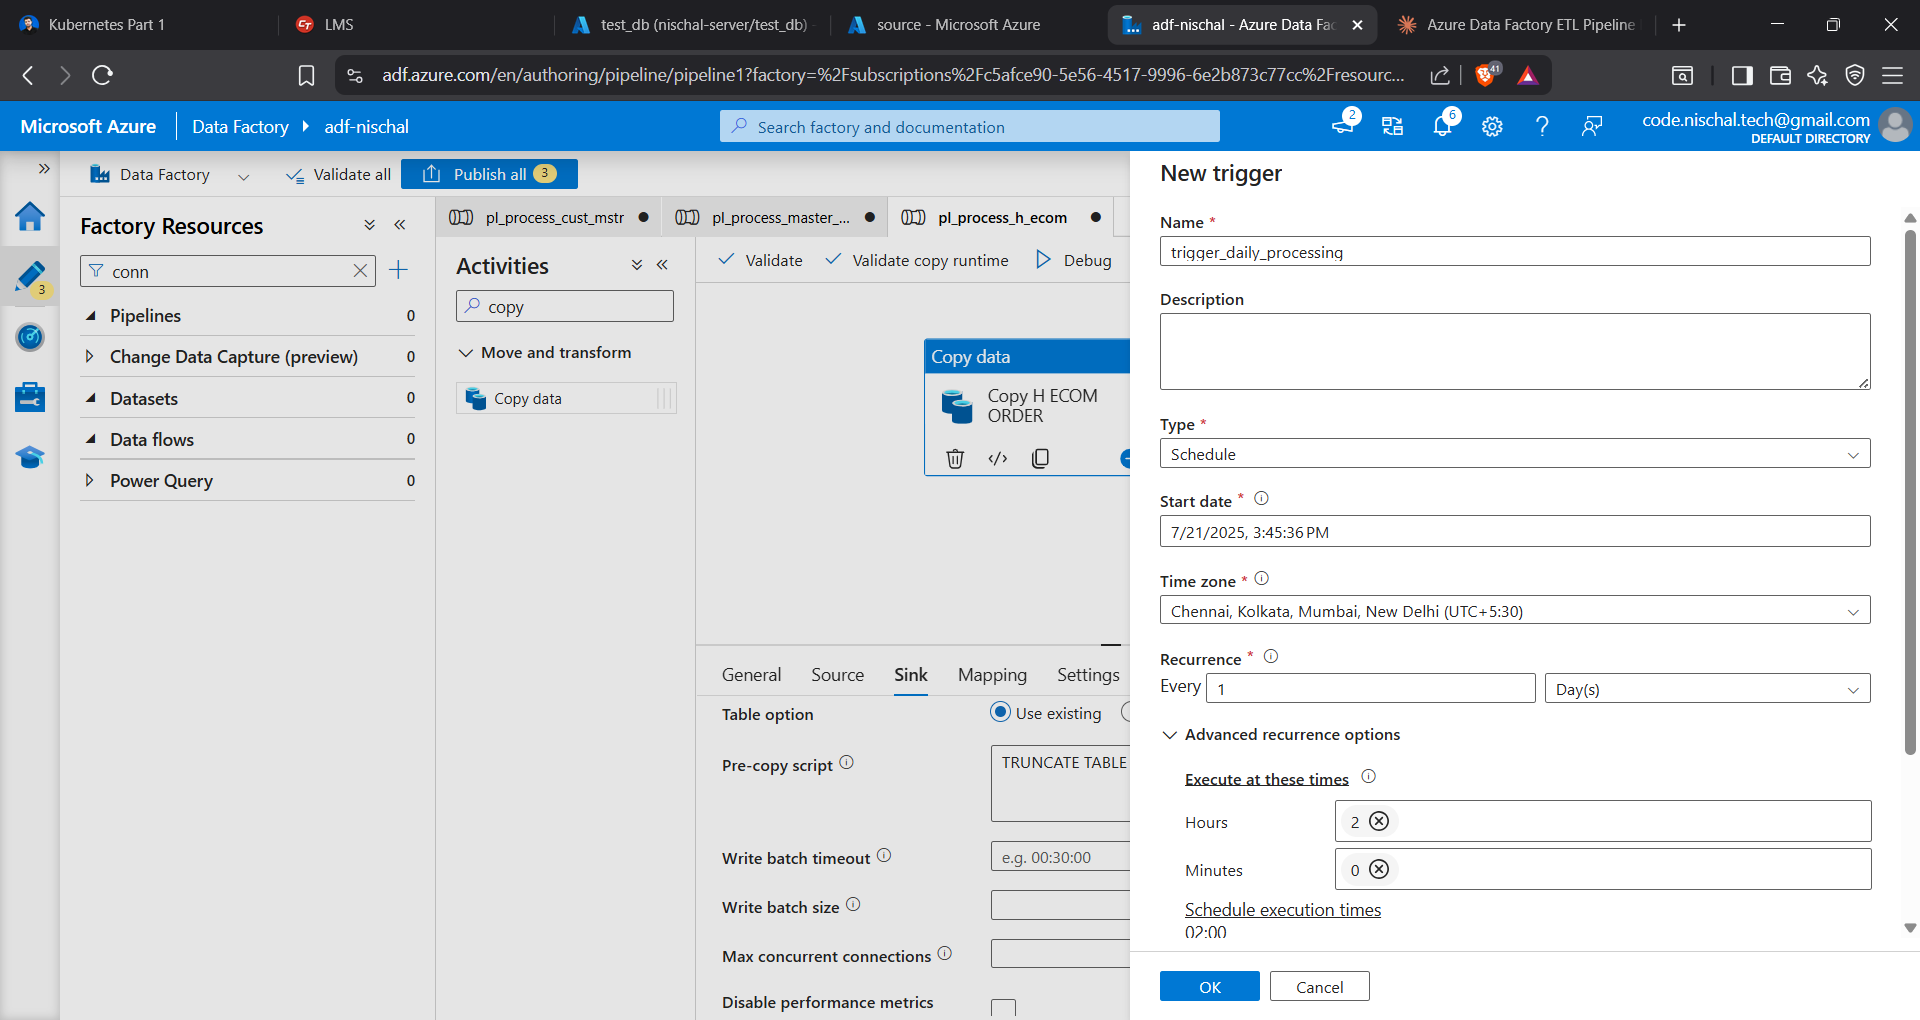 Kubernetes Part 1
LMS
test_db (nischal-server/test_db)
source - Microsoft Azure
adf-nischal - Azure Data Fac
Azure Data Factory ETL Pipeline
adf.azure.com/en/authoring/pipeline/pipeline1?factory=%2Fsubscriptions%2Fc5afce90-5e56-4517-9996-6e2b873c77cc%2Fresourc...
41
Microsoft Azure
Data Factory
adf-nischal
Search factory and documentation
2
6
code.nischal.tech@gmail.com
DEFAULT DIRECTORY
Data Factory
Validate all
Publish all
3
Factory Resources
conn
3
Pipelines 0
Change Data Capture (preview) 0
Datasets 0
Data flows 0
Power Query 0
pl_process_cust_mstr
pl_process_master_...
pl_process_h_ecom
Activities
copy
Move and transform
Copy data
Validate
Validate copy runtime
Debug
Copy data
Copy H ECOM
ORDER
General
Source
Sink
Mapping
Settings
Table option
Use existing
Pre-copy script
TRUNCATE TABLE
Write batch timeout
e.g. 00:30:00
Write batch size
Max concurrent connections
Disable performance metrics
New trigger
Name *
trigger_daily_processing
Description
Type *
Schedule
Start date *
7/21/2025, 3:45:36 PM
Time zone *
Chennai, Kolkata, Mumbai, New Delhi (UTC+5:30)
Recurrence *
Every 1 Day(s)
Advanced recurrence options
Execute at these times
Hours 2
Minutes 0
Schedule execution times
02:00
OK
Cancel